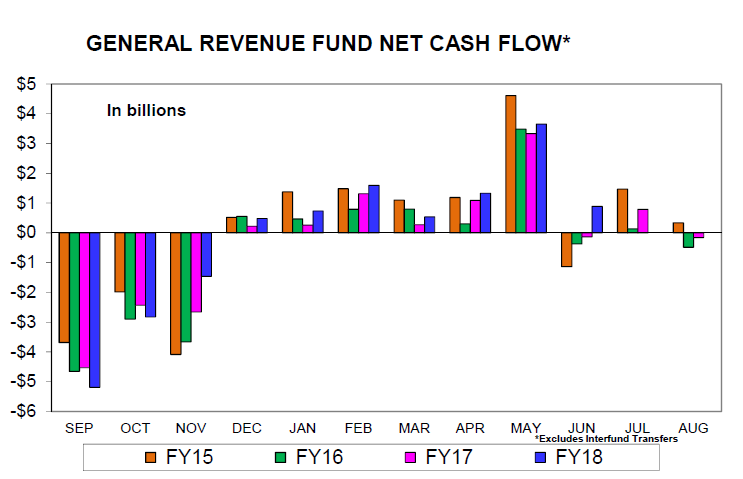 GENERAL REVENUE FUND NET CASH FLOW*
In billions
$5
$4
$3
$2
$1
$0
-$1
-$2
-$3
-$4
-$5
-$6
SEP OCT NOV DEC JAN FEB MAR APR MAY JUN JUL AUG
*Excludes Interfund Transfers
FY15 FY16 FY17 FY18